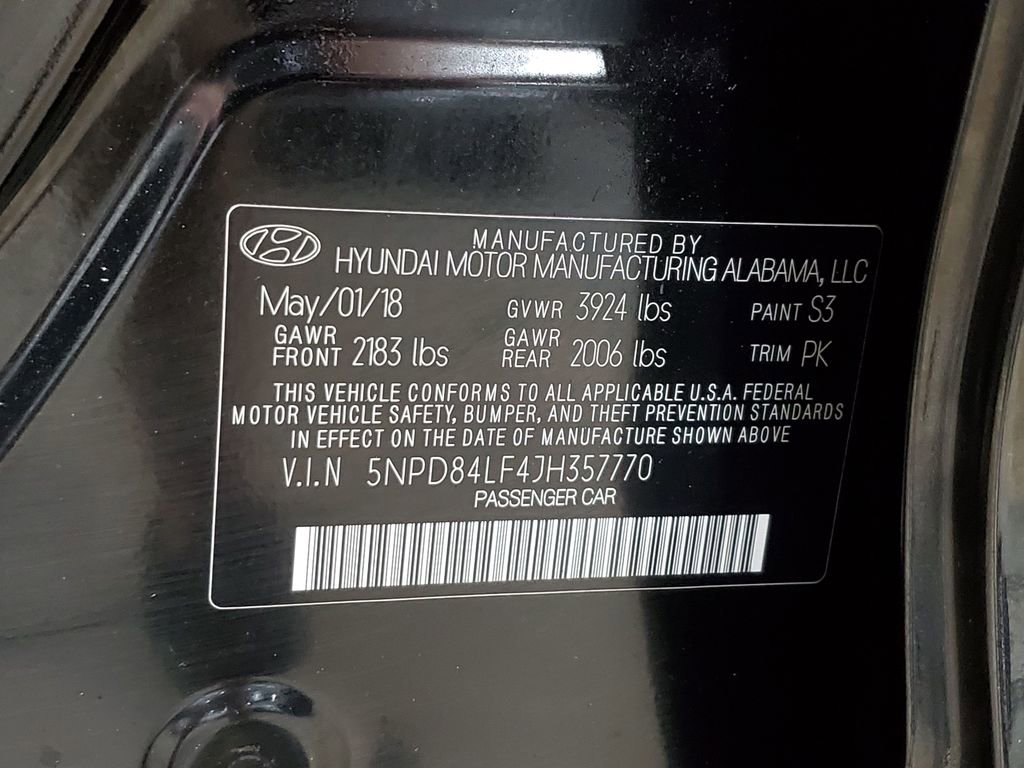 MANUFACTURED BY
HYUNDAI MOTOR MANUFACTURING ALABAMA, LLC
May/01/18 GVWR 3924 lbs PAINT S3
GAWR FRONT 2183 lbs GAWR REAR 2006 lbs TRIM PK
THIS VEHICLE CONFORMS TO ALL APPLICABLE U.S.A. FEDERAL
MOTOR VEHICLE SAFETY, BUMPER, AND THEFT PREVENTION STANDARDS
IN EFFECT ON THE DATE OF MANUFACTURE SHOWN ABOVE
V.I.N 5NPD84LF4JH357770
PASSENGER CAR